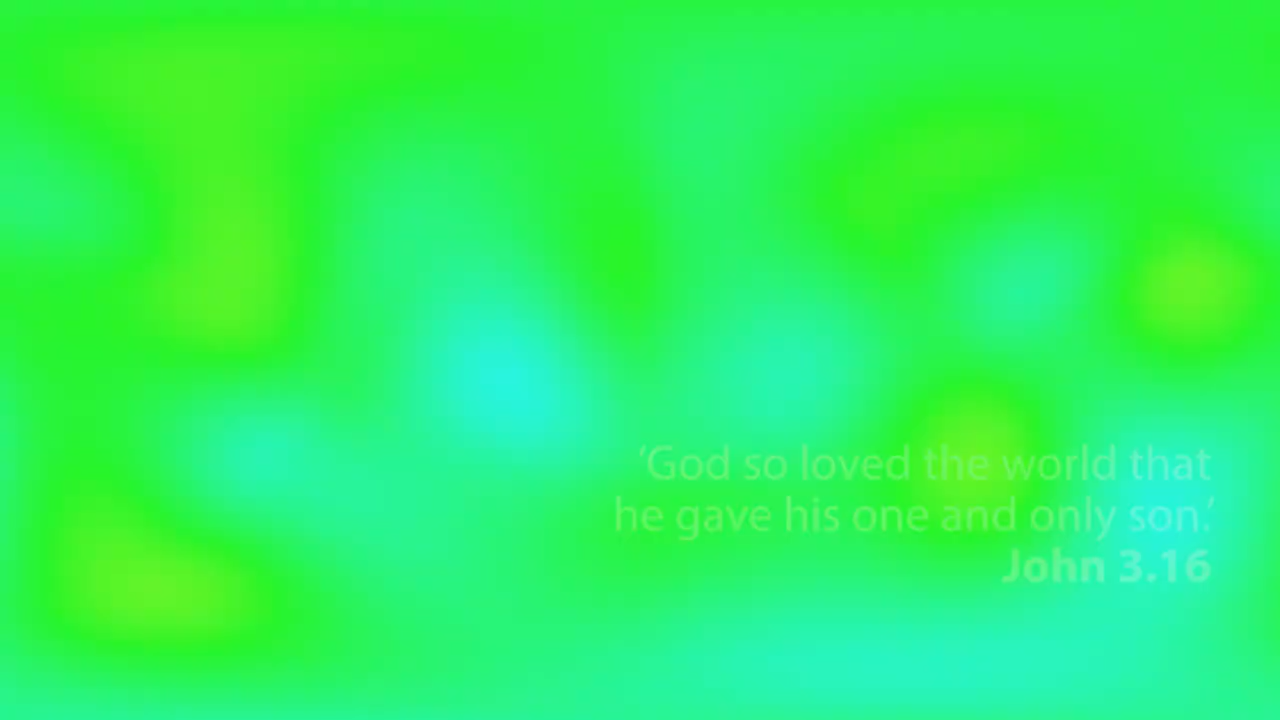 ‘God so loved the world that
he gave his one and only son.’
John 3.16